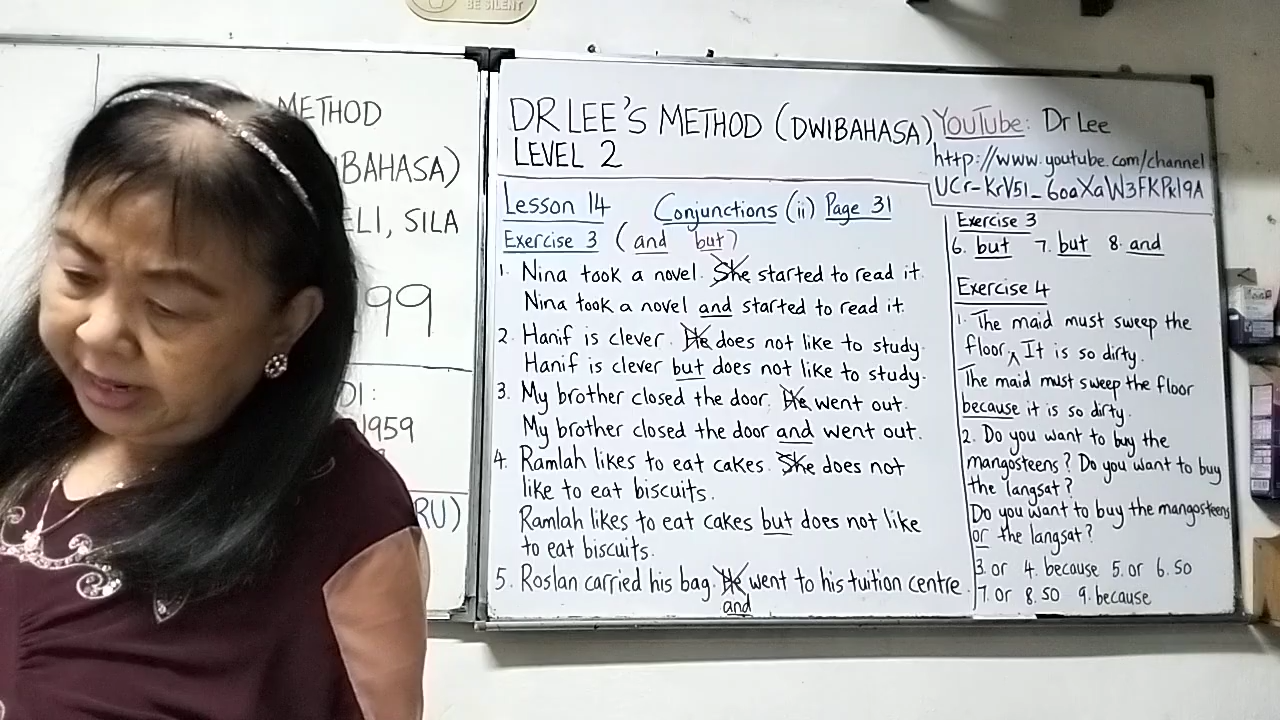 BE SILENT
METHOD
BAHASA)
ELI, SILA
99
DI:
1959
RU)
DR LEE'S METHOD (DWIBAHASA)
LEVEL 2
YouTube: Dr Lee
http://www.youtube.com/channel
UCr-KrV51_6oaXaW3FKPkl9A
Lesson 14 Conjunctions (ii) Page 31
Exercise 3 (and but)
1. Nina took a novel. She started to read it.
Nina took a novel and started to read it.
2. Hanif is clever. He does not like to study.
Hanif is clever but does not like to study.
3. My brother closed the door. He went out.
My brother closed the door and went out.
4. Ramlah likes to eat cakes. She does not
like to eat biscuits.
Ramlah likes to eat cakes but does not like
to eat biscuits.
5. Roslan carried his bag. He went to his tuition centre.
and
Exercise 3
6. but 7. but 8. and
Exercise 4
1. The maid must sweep the
floor. It is so dirty.
The maid must sweep the floor
because it is so dirty.
2. Do you want to buy the
mangosteens? Do you want to buy
the langsat?
Do you want to buy the mangosteens
or the langsat?
3. or 4. because 5. or 6. so
7. or 8. so 9. because